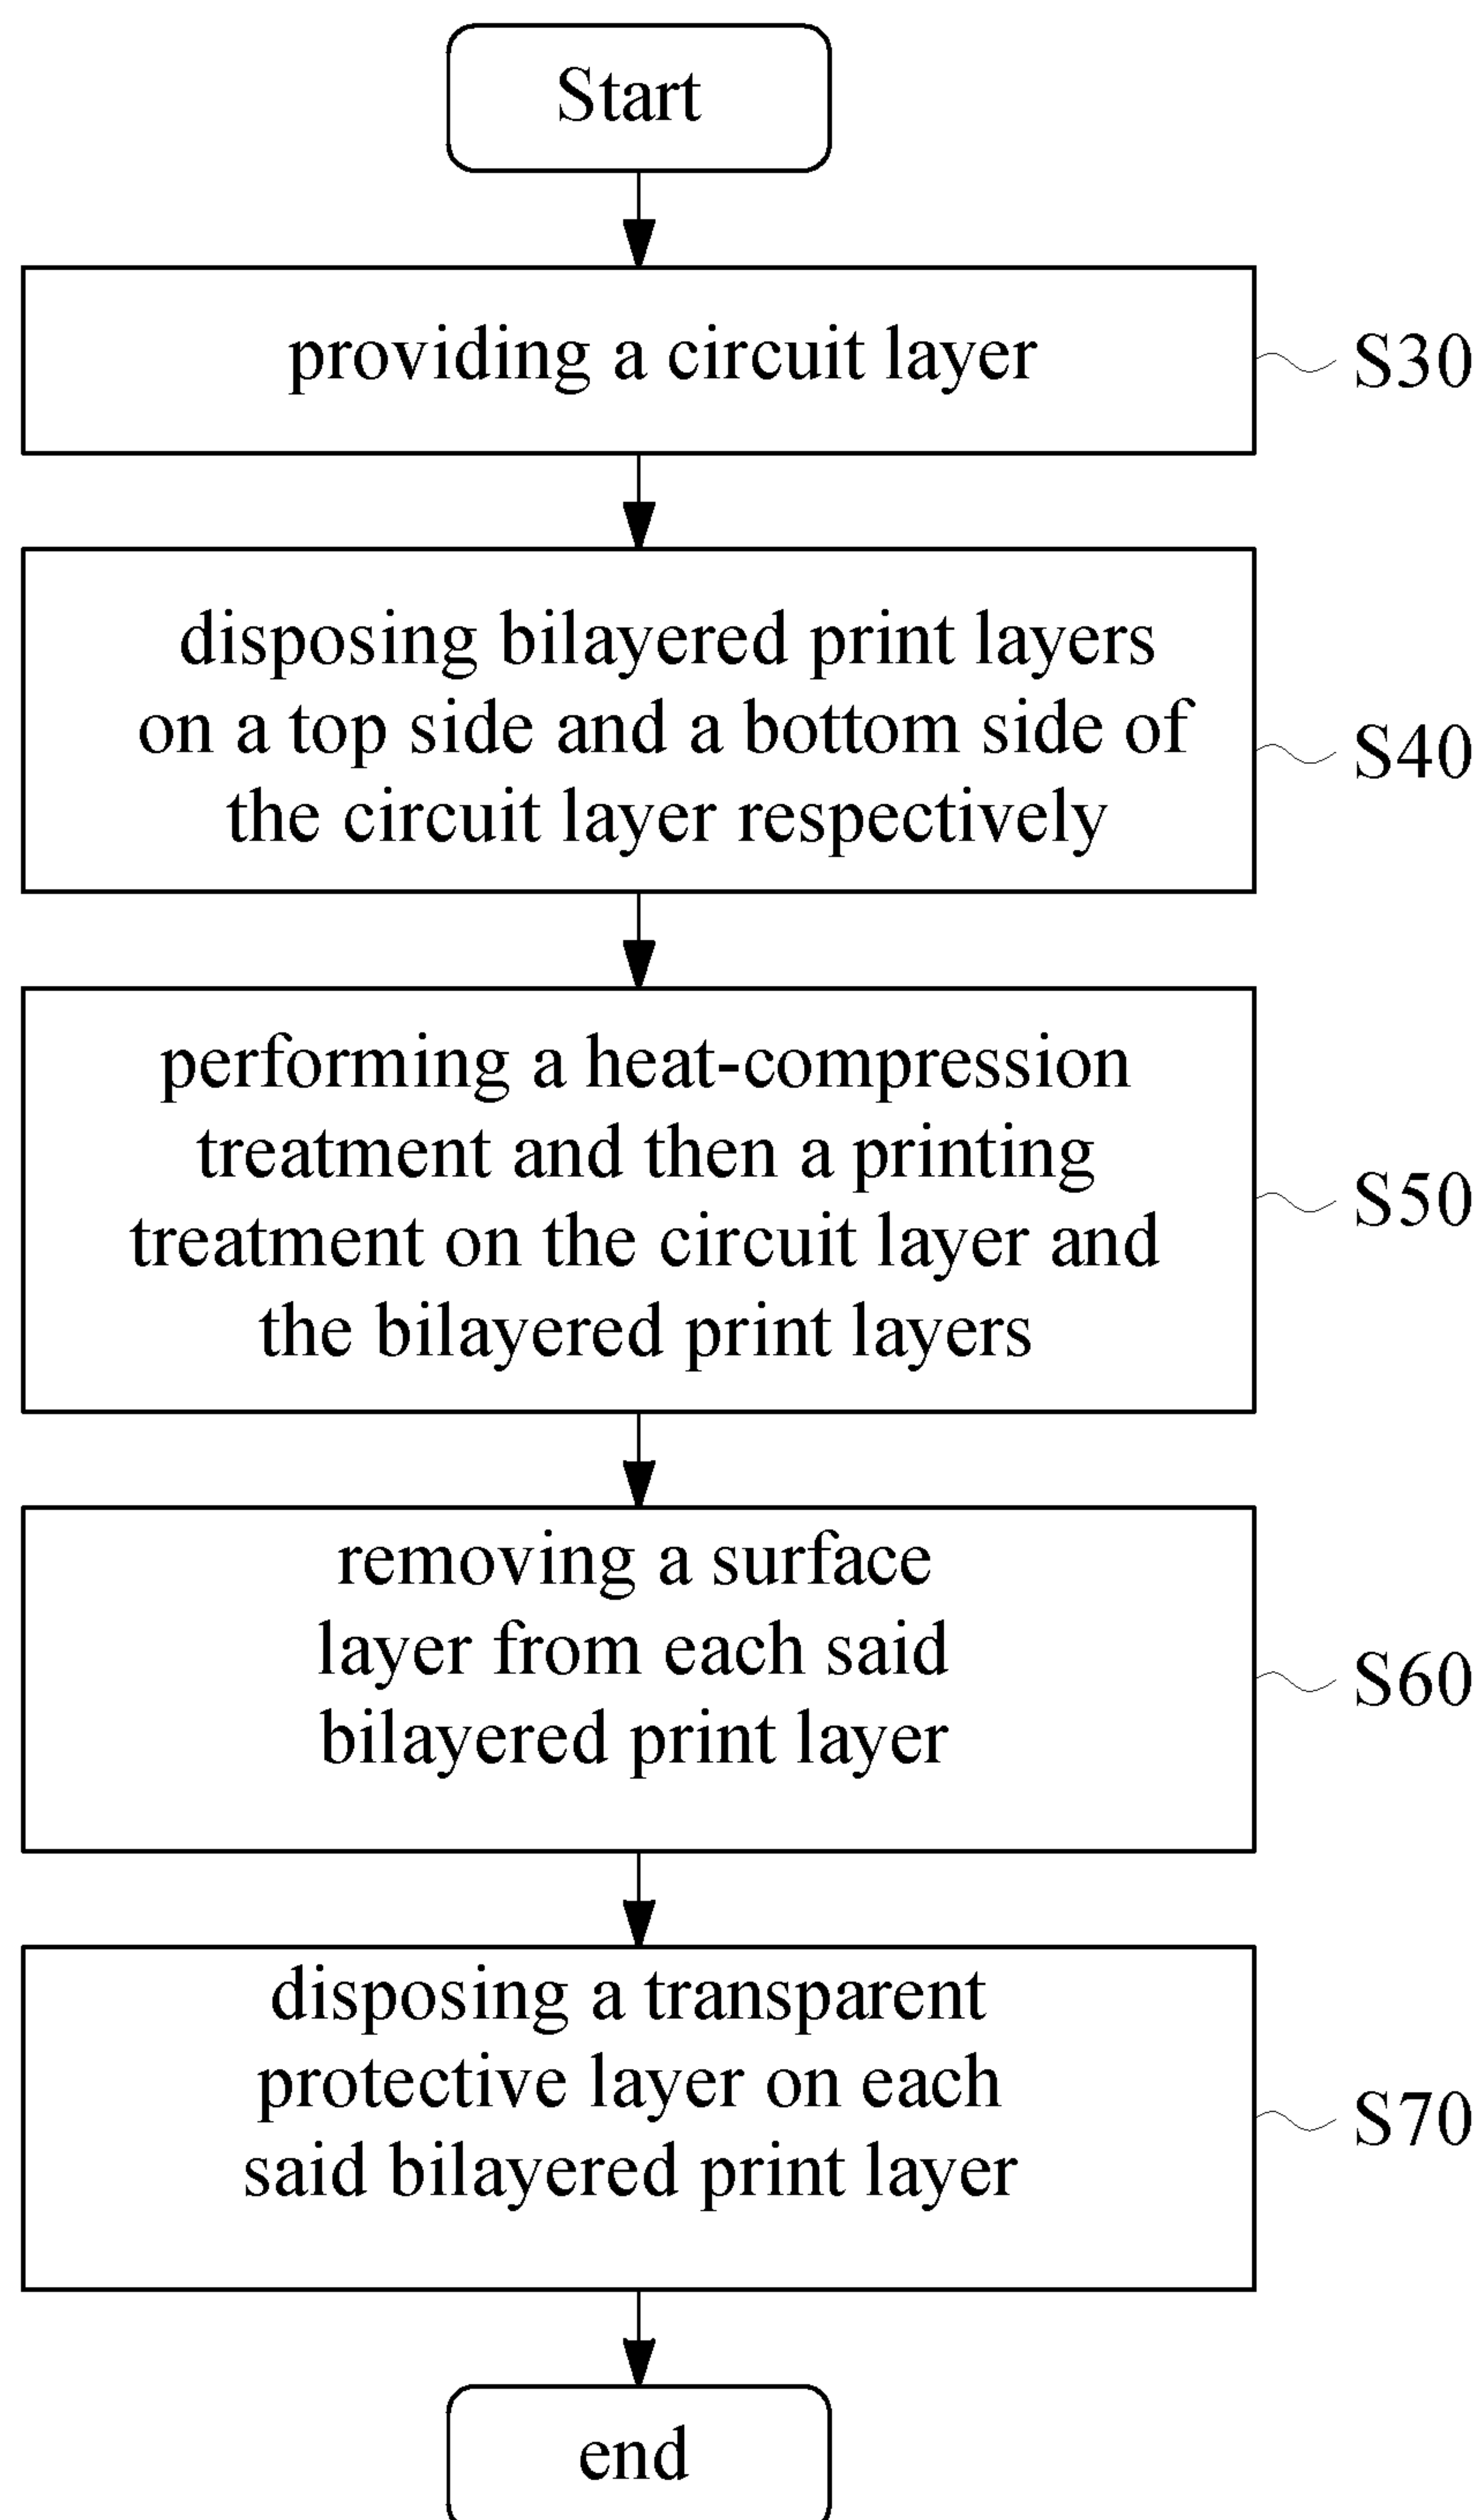 Start
providing a circuit layer
S30
disposing bilayered print layers
on a top side and a bottom side of
the circuit layer respectively
S40
performing a heat-compression
treatment and then a printing
treatment on the circuit layer and
the bilayered print layers
S50
removing a surface
layer from each said
bilayered print layer
S60
disposing a transparent
protective layer on each
said bilayered print layer
S70
end